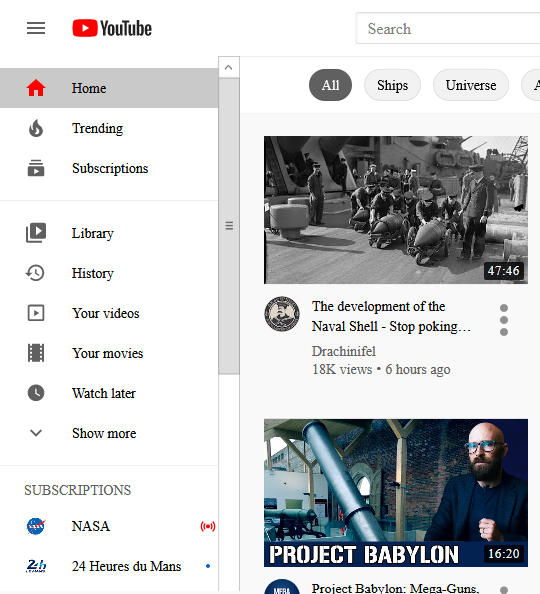 YouTube
Search
Home
Trending
Subscriptions
Library
History
Your videos
Your movies
Watch later
Show more
SUBSCRIPTIONS
NASA
24 Heures du Mans
All
Ships
Universe
A
47:46
The development of the
Naval Shell - Stop poking…
Drachinifel
18K views • 6 hours ago
PROJECT BABYLON
16:20
MEGA
Project Babylon: Mega-Guns,